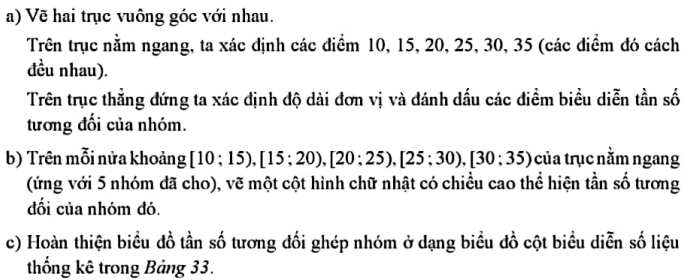 a) Vẽ hai trục vuông góc với nhau.
Trên trục nằm ngang, ta xác định các điểm 10, 15, 20, 25, 30, 35 (các điểm đó cách
đều nhau).
Trên trục thẳng đứng ta xác định độ dài đơn vị và đánh dấu các điểm biểu diễn tần số
tương đối của nhóm.
b) Trên mỗi nửa khoảng [10 ; 15), [15 ; 20), [20 ; 25), [25 ; 30), [30 ; 35) của trục nằm ngang
(ứng với 5 nhóm đã cho), vẽ một cột hình chữ nhật có chiều cao thể hiện tần số tương
đối của nhóm đó.
c) Hoàn thiện biểu đồ tần số tương đối ghép nhóm ở dạng biểu đồ cột biểu diễn số liệu
thống kê trong Bảng 33.